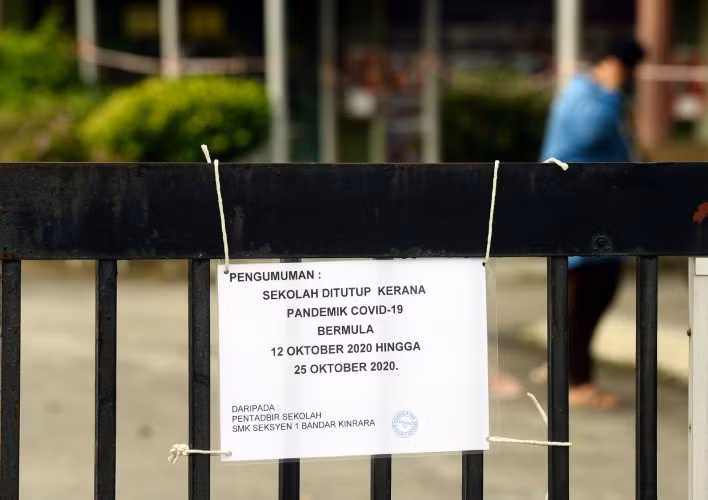 PENGUMUMAN :
SEKOLAH DITUTUP KERANA
PANDEMIK COVID-19
BERMULA
12 OKTOBER 2020 HINGGA
25 OKTOBER 2020.
DARIPADA :
PENTADBIR SEKOLAH
SMK SEKSYEN 1 BANDAR KINRARA